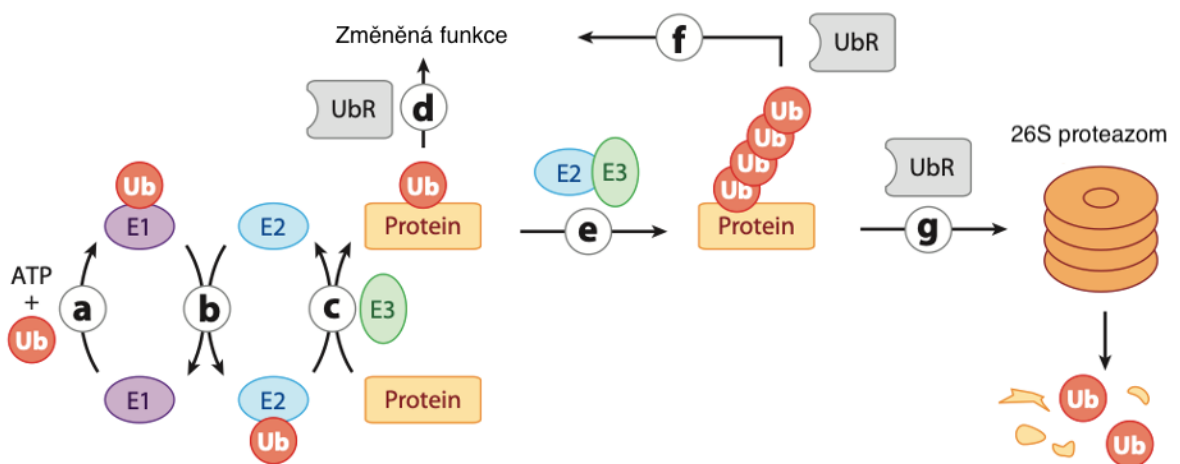 Změněná funkce
f
UbR
UbR
d
Ub
Ub
Ub
Ub
26S proteazom
Ub
E1
E2
Ub
Protein
E2
E3
e
Protein
UbR
g
ATP
+
Ub
a
b
c
E3
E1
E2
Ub
Protein
Ub
Ub